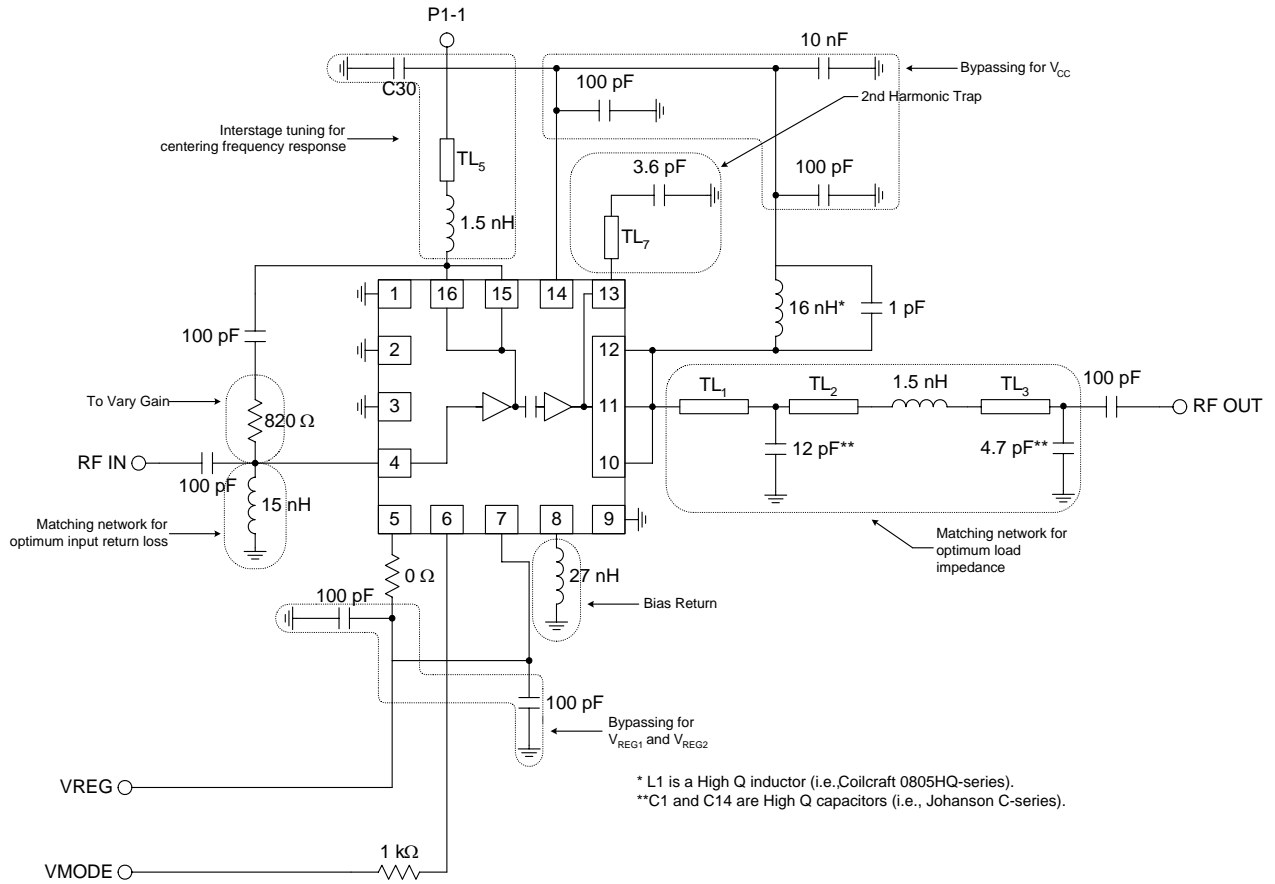 P1-1
10 nF
Bypassing for VCC
C30
100 pF
2nd Harmonic Trap
Interstage tuning for
centering frequency response
TL5
3.6 pF
100 pF
1.5 nH
TL7
1
16
15
14
13
16 nH*
1 pF
100 pF
2
12
TL1
TL2
1.5 nH
TL3
100 pF
To Vary Gain
820 Ω
3
11
RF OUT
12 pF**
4.7 pF**
RF IN
4
10
100 pF
15 nH
5
6
7
8
9
Matching network for
optimum input return loss
Matching network for
optimum load
impedance
0 Ω
27 nH
100 pF
Bias Return
100 pF
Bypassing for
VREG1 and VREG2
VREG
* L1 is a High Q inductor (i.e.,Coilcraft 0805HQ-series).
**C1 and C14 are High Q capacitors (i.e., Johanson C-series).
1 kΩ
VMODE